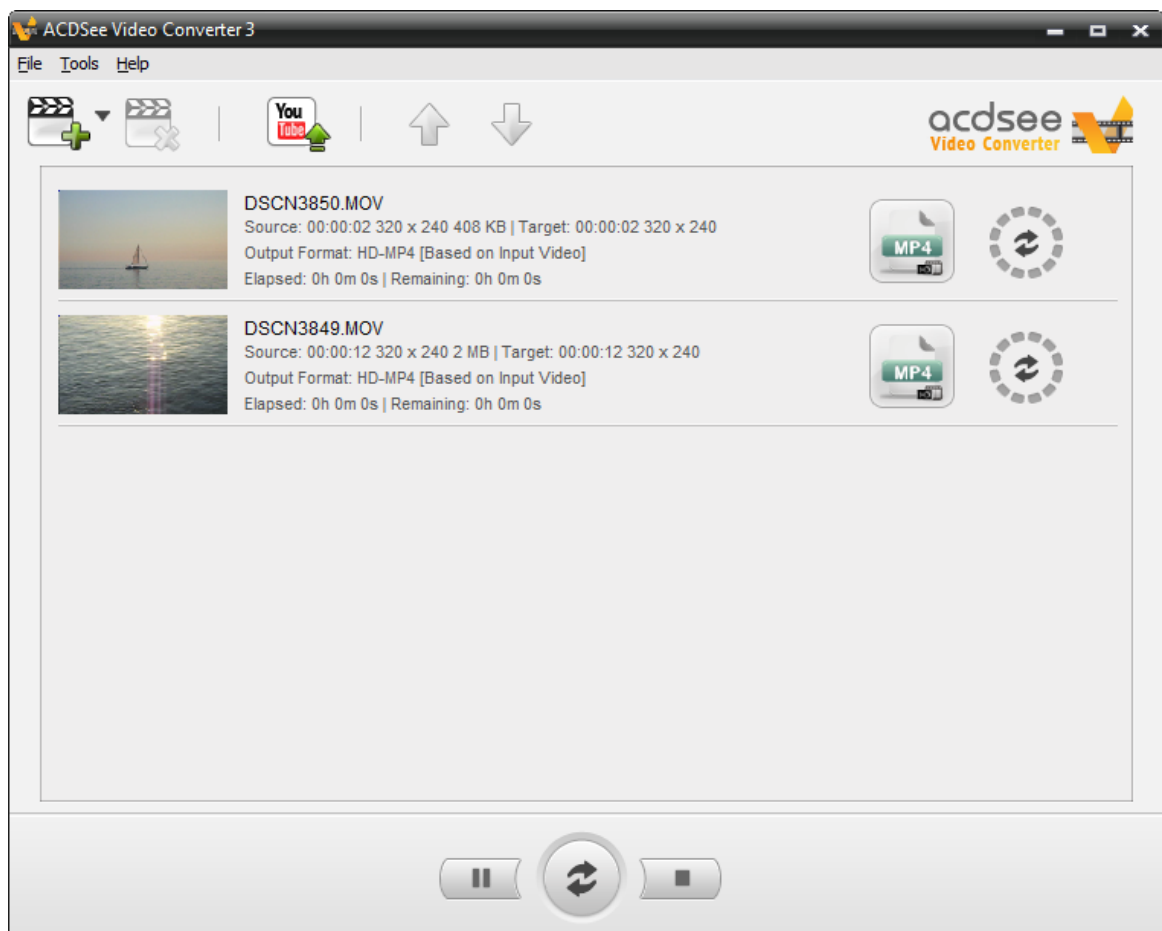 ACDSee Video Converter 3
File Tools Help
You
Tube
acdsee
Video Converter
DSCN3850.MOV
Source: 00:00:02 320 x 240 408 KB | Target: 00:00:02 320 x 240
Output Format: HD-MP4 [Based on Input Video]
Elapsed: 0h 0m 0s | Remaining: 0h 0m 0s
MP4
DSCN3849.MOV
Source: 00:00:12 320 x 240 2 MB | Target: 00:00:12 320 x 240
Output Format: HD-MP4 [Based on Input Video]
Elapsed: 0h 0m 0s | Remaining: 0h 0m 0s
MP4